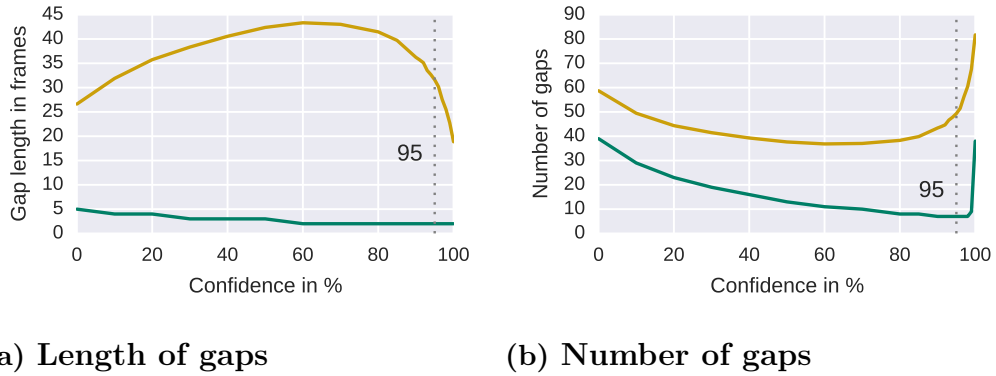 Gap length in frames
45
40
35
30
25
20
15
10
5
0
95
0 20 40 60 80 100
Confidence in %
a) Length of gaps
Number of gaps
90
80
70
60
50
40
30
20
10
0
95
0 20 40 60 80 100
Confidence in %
(b) Number of gaps